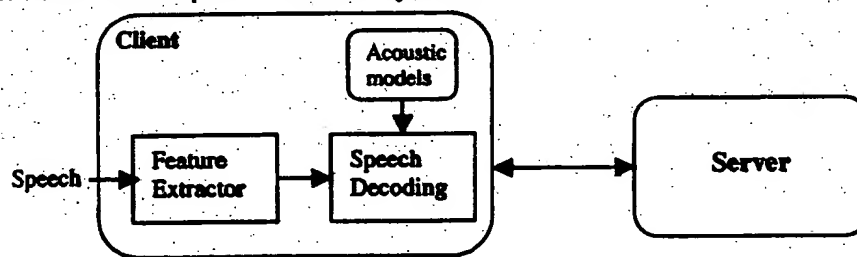 Client
Acoustic
models
Speech
Feature
Extractor
Speech
Decoding
Server